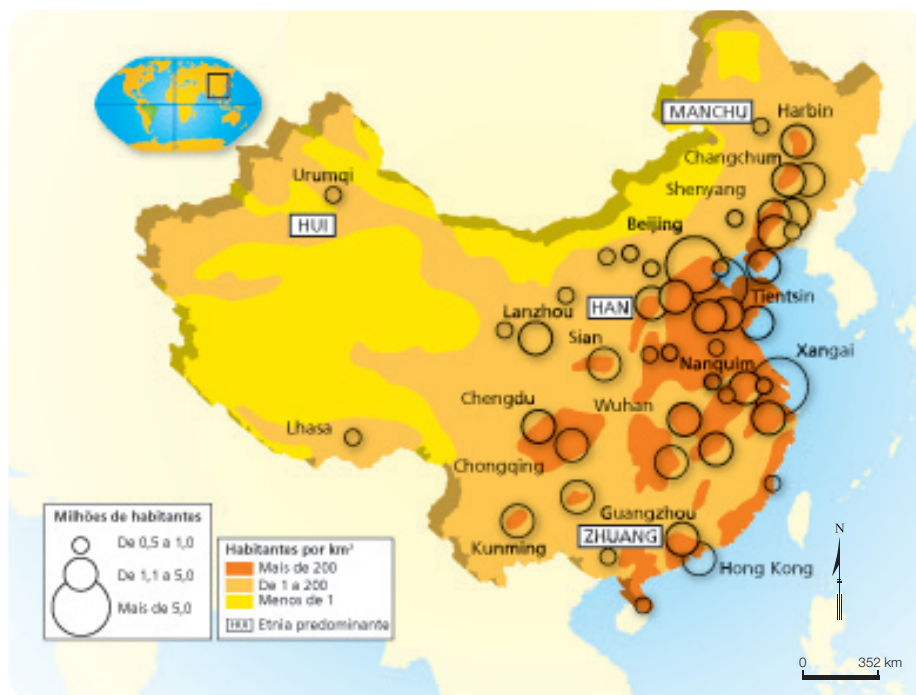 MANCHU
Harbin
Changchum
Urumqi
Shenyang
HUI
Beijing
Tientsin
HAN
Lanzhou
Sian
Xangai
Nanquim
Chengdu
Wuhan
Lhasa
Chongqing
Guangzhou
ZHUANG
Kunming
Hong Kong
Milhões de habitantes
De 0,5 a 1,0
De 1,1 a 5,0
Mais de 5,0
Habitantes por km²
Mais de 200
De 1 a 200
Menos de 1
HUI Etnia predominante
N
0 352 km